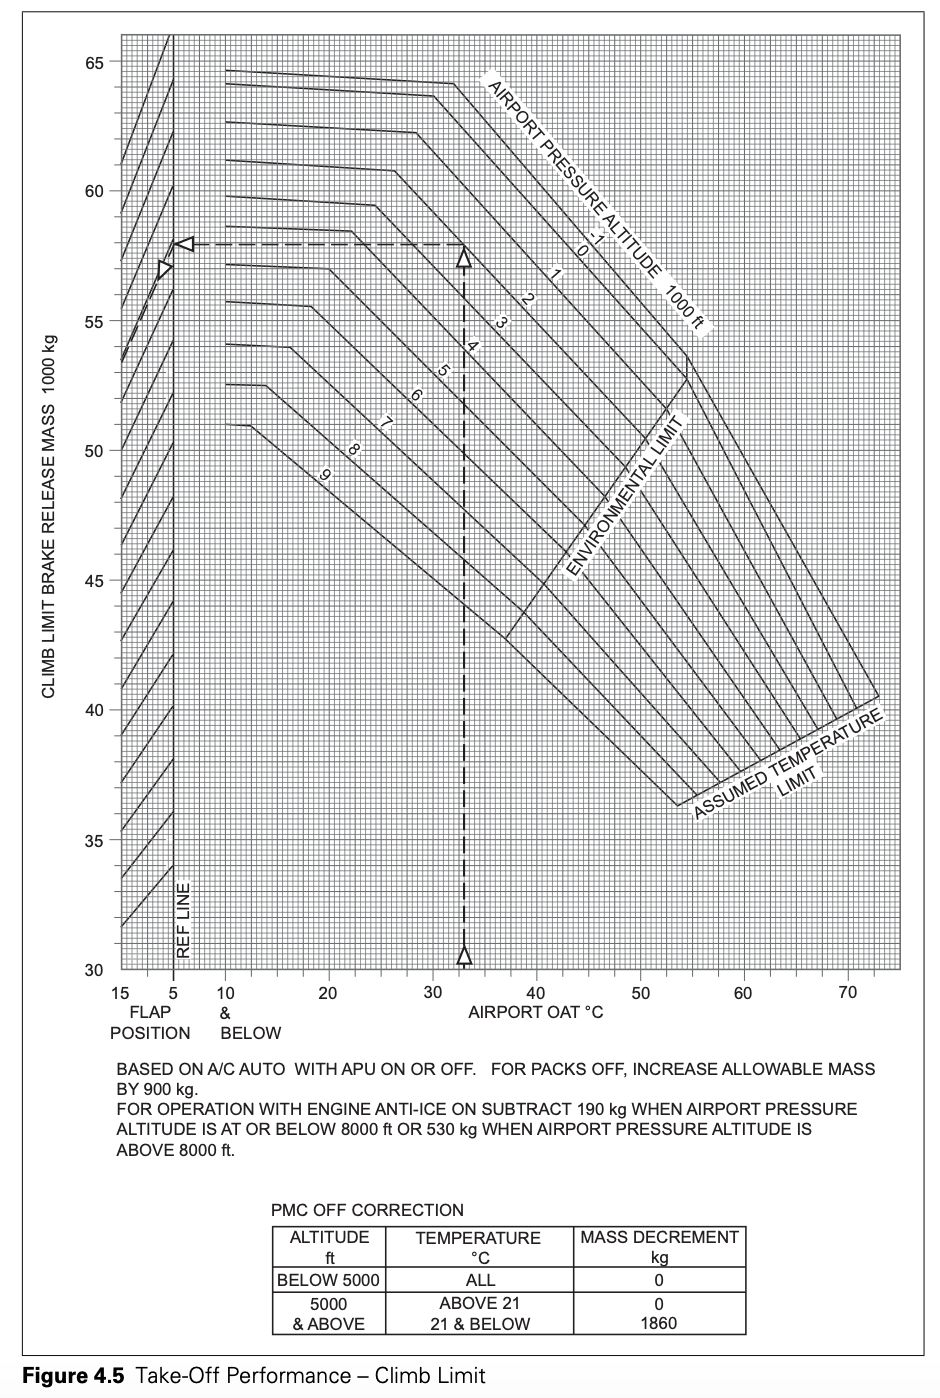 65
60
55
50
45
40
35
30
CLIMB LIMIT BRAKE RELEASE MASS 1000 kg
AIRPORT PRESSURE ALTITUDE 1000 ft
-1
0
1
2
3
4
5
6
7
8
9
ENVIRONMENTAL LIMIT
ASSUMED TEMPERATURE
LIMIT
REF LINE
15 5 10 20 30 40 50 60 70
FLAP & AIRPORT OAT °C
POSITION BELOW
BASED ON A/C AUTO WITH APU ON OR OFF. FOR PACKS OFF, INCREASE ALLOWABLE MASS
BY 900 kg.
FOR OPERATION WITH ENGINE ANTI-ICE ON SUBTRACT 190 kg WHEN AIRPORT PRESSURE
ALTITUDE IS AT OR BELOW 8000 ft OR 530 kg WHEN AIRPORT PRESSURE ALTITUDE IS
ABOVE 8000 ft.
PMC OFF CORRECTION
ALTITUDE TEMPERATURE MASS DECREMENT
ft °C kg
BELOW 5000 ALL 0
5000 ABOVE 21 0
& ABOVE 21 & BELOW 1860
Figure 4.5 Take-Off Performance – Climb Limit